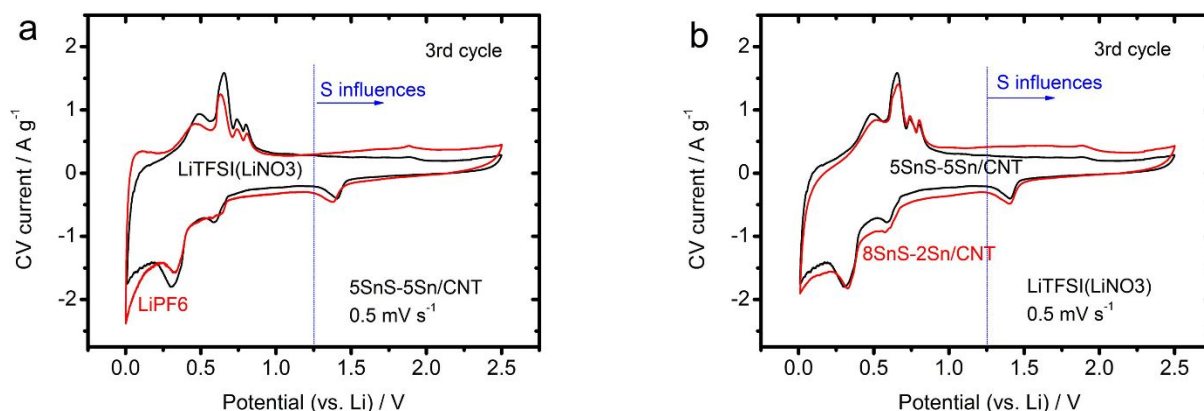 a
3rd cycle
S influences
LiTFSI(LiNO3)
LiPF6
5SnS-5Sn/CNT
0.5 mV s⁻¹
CV current / A g⁻¹
2
1
0
-1
-2
0.0 0.5 1.0 1.5 2.0 2.5
Potential (vs. Li) / V
b
3rd cycle
S influences
5SnS-5Sn/CNT
8SnS-2Sn/CNT
LiTFSI(LiNO3)
0.5 mV s⁻¹
CV current / A g⁻¹
2
1
0
-1
-2
0.0 0.5 1.0 1.5 2.0 2.5
Potential (vs. Li) / V